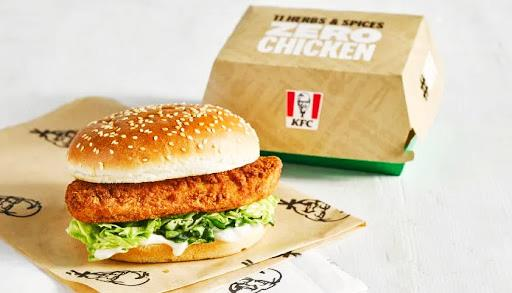 11 HERBS & SPICES
ZERO
CHICKEN
KFC